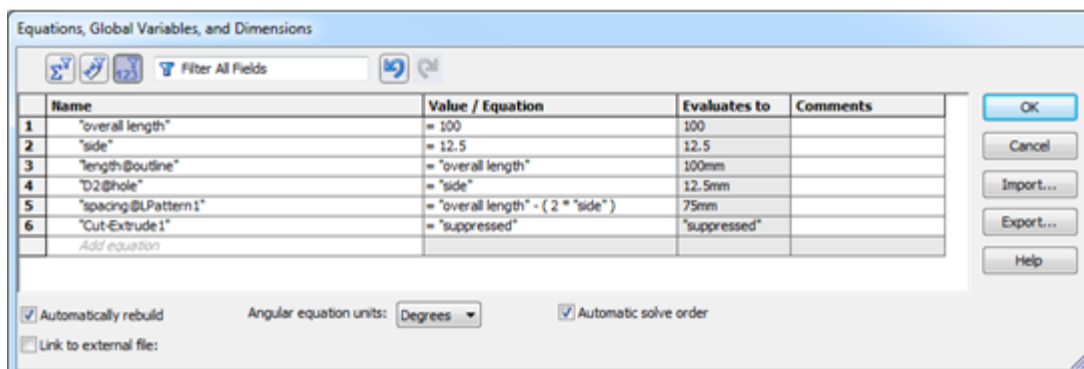 Equations, Global Variables, and Dimensions
Σ 123 Filter All Fields
Name Value / Equation Evaluates to Comments
1 "overall length" = 100 100
2 "side" = 12.5 12.5
3 "length@outline" = "overall length" 100mm
4 "D2@hole" = "side" 12.5mm
5 "spacing@LPattern1" = "overall length" - ( 2 * "side" ) 75mm
6 "Cut-Extrude1" = "suppressed" "suppressed"
Add equation
OK
Cancel
Import...
Export...
Help
Automatically rebuild Angular equation units: Degrees Automatic solve order
Link to external file: